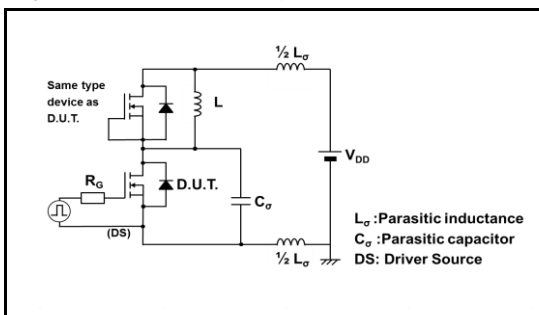 ½ Lσ
Same type
device as
D.U.T.
L
VDD
RG
D.U.T.
Cσ
(DS)
½ Lσ
Lσ :Parasitic inductance
Cσ :Parasitic capacitor
DS: Driver Source